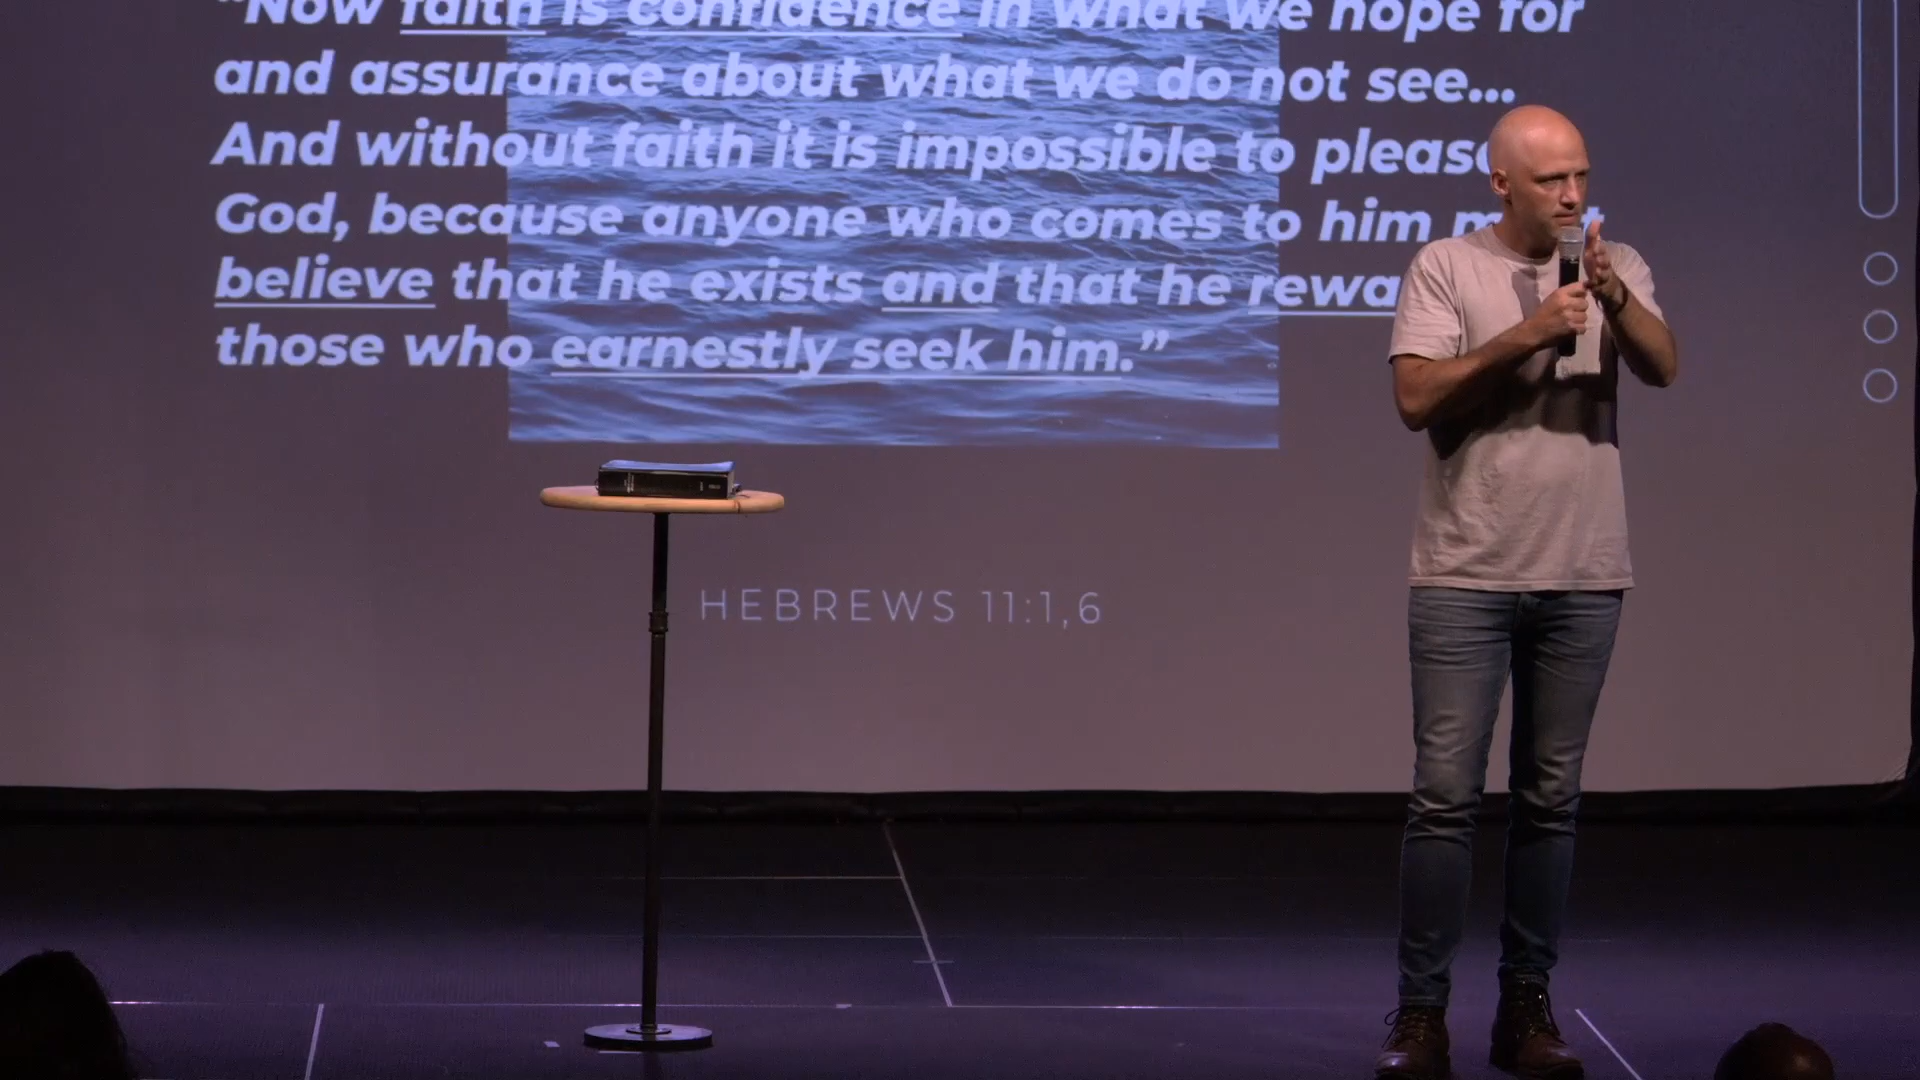 "Now faith is confidence in what we hope for
and assurance about what we do not see...
And without faith it is impossible to please
God, because anyone who comes to him
believe that he exists and that he
those who earnestly seek him."
HEBREWS 11:1,6